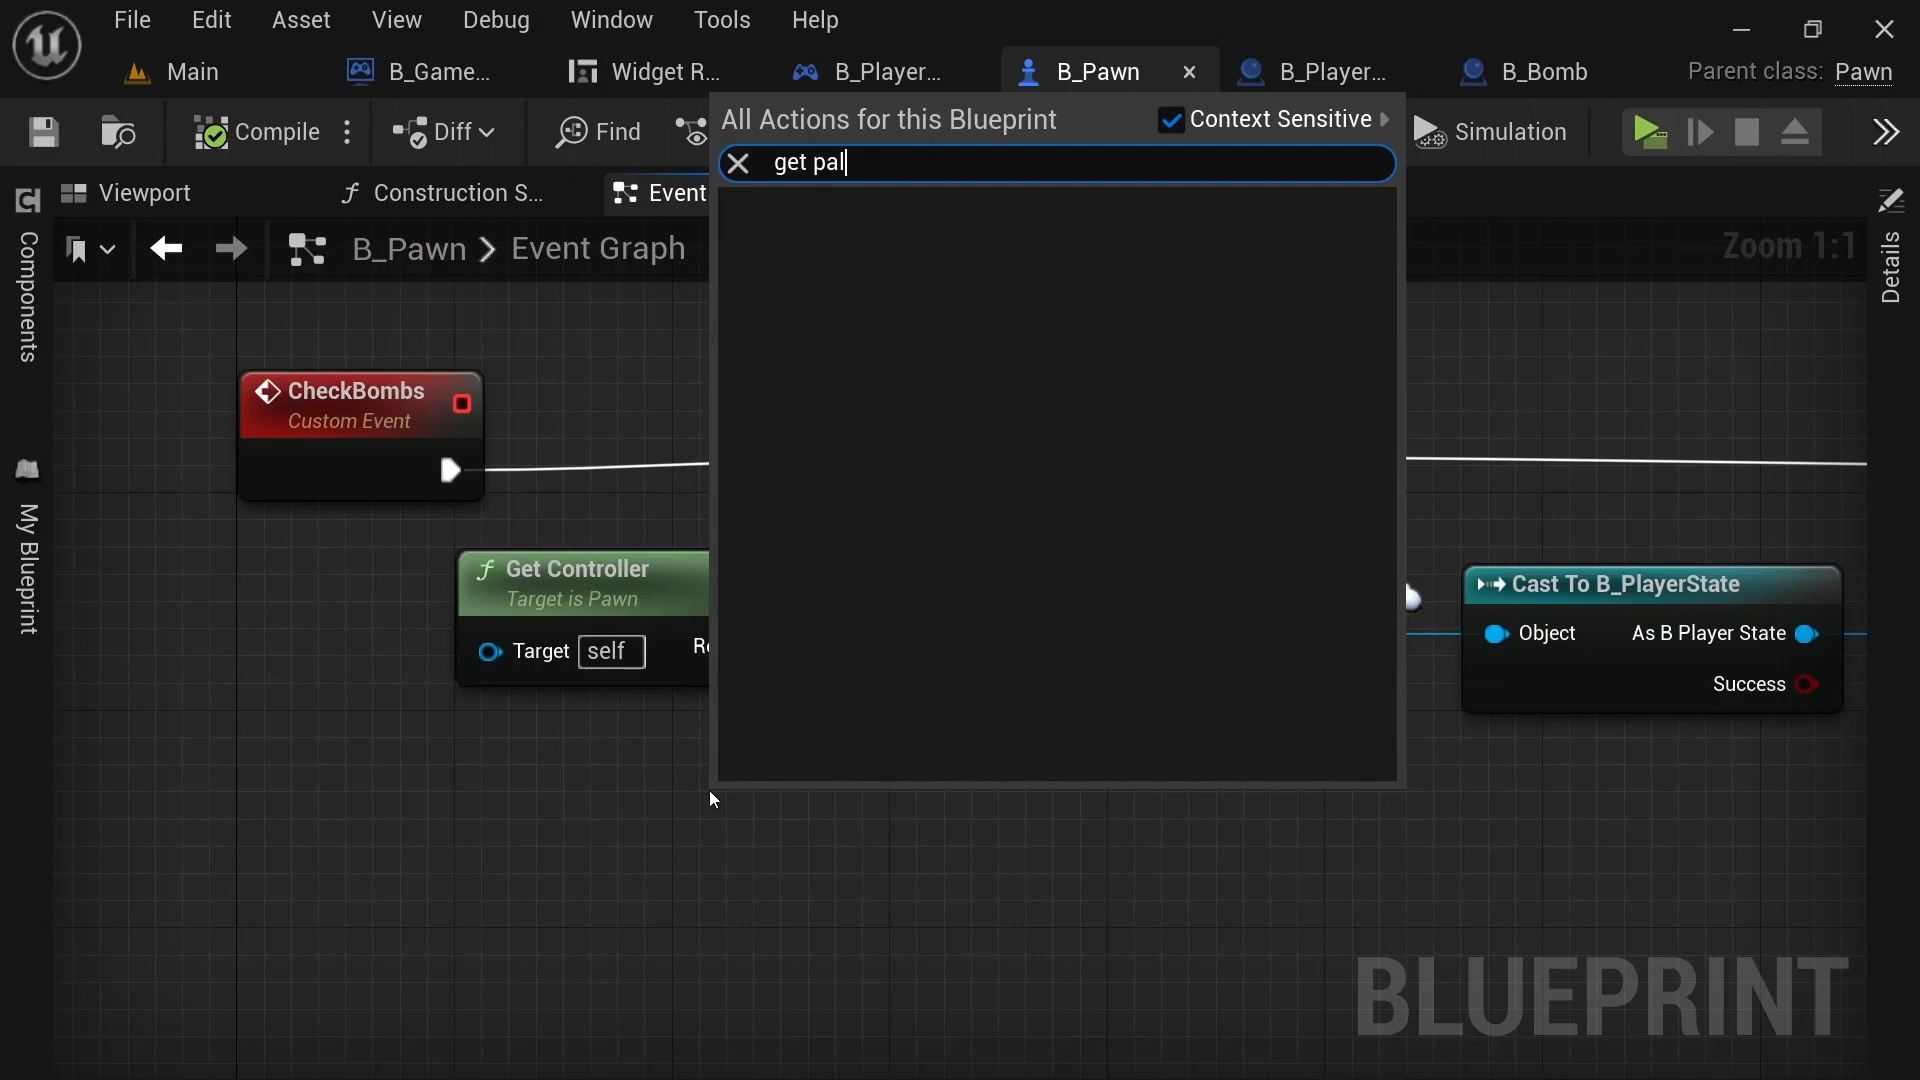 File Edit Asset View Debug Window Tools Help
Main B_Game... Widget R... B_Player... B_Pawn B_Player... B_Bomb Parent class: Pawn
Compile Diff Find Simulation
All Actions for this Blueprint Context Sensitive
get pal
Viewport Construction S... Event
B_Pawn Event Graph
Zoom 1:1
Components
My Blueprint
Details
CheckBombs
Custom Event
Get Controller
Target is Pawn
Target self Re
Cast To B_PlayerState
Object As B Player State
Success
BLUEPRINT